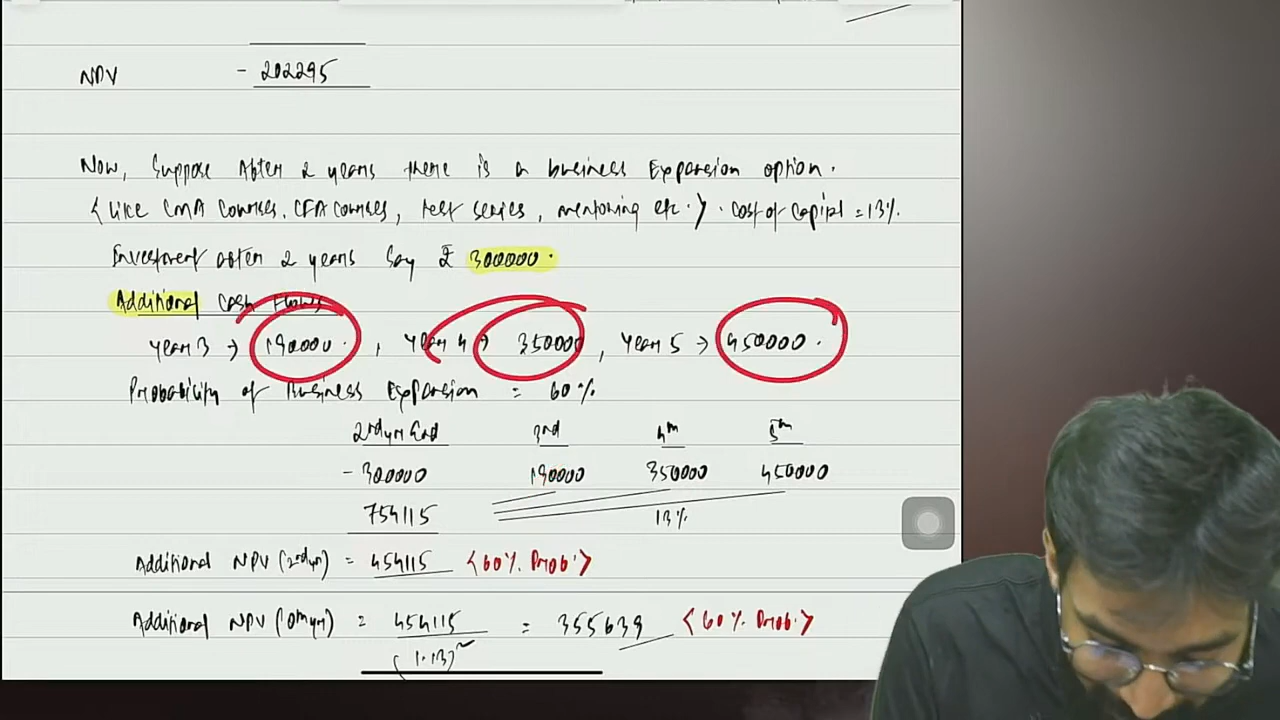 NPV - 202295
Now, Suppose After 2 years there is a business Expansion option.
{Like CMA Courses, CFA Courses, test series, mentoring etc.}. Cost of Capital = 13%.
Investment after 2 years Say ₹ 300000.
Additional Cash Flows
Year 3 → 190000. , Year 4 → 350000, Year 5 → 450000.
Probability of Business Expansion = 60%
2nd yr End 3rd 4th 5th
- 300000 190000 350000 450000
754115 13%
Additional NPV (2nd yr) = 454115 <60% Prob.>
Additional NPV (0th yr) = 454115 = 355639 <60% Prob.>
(1.13)²